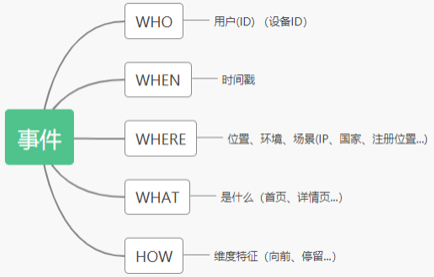 WHO
用户(ID) （设备ID）
WHEN
时间戳
事件
WHERE
位置、环境、场景(IP、国家、注册位置...)
WHAT
是什么（首页、详情页...）
HOW
维度特征（向前、停留...）